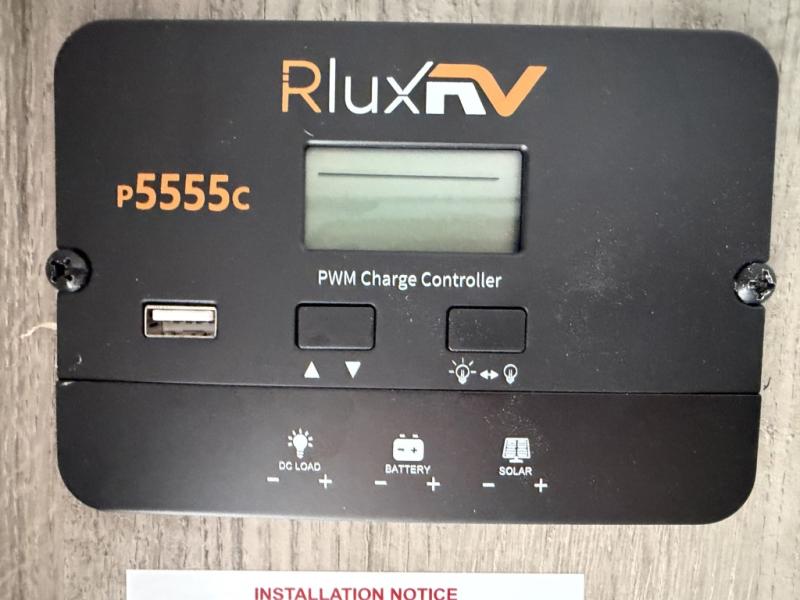 RluxRV
P5555C
PWM Charge Controller
DC LOAD
BATTERY
SOLAR
- +
- +
- +
INSTALLATION NOTICE